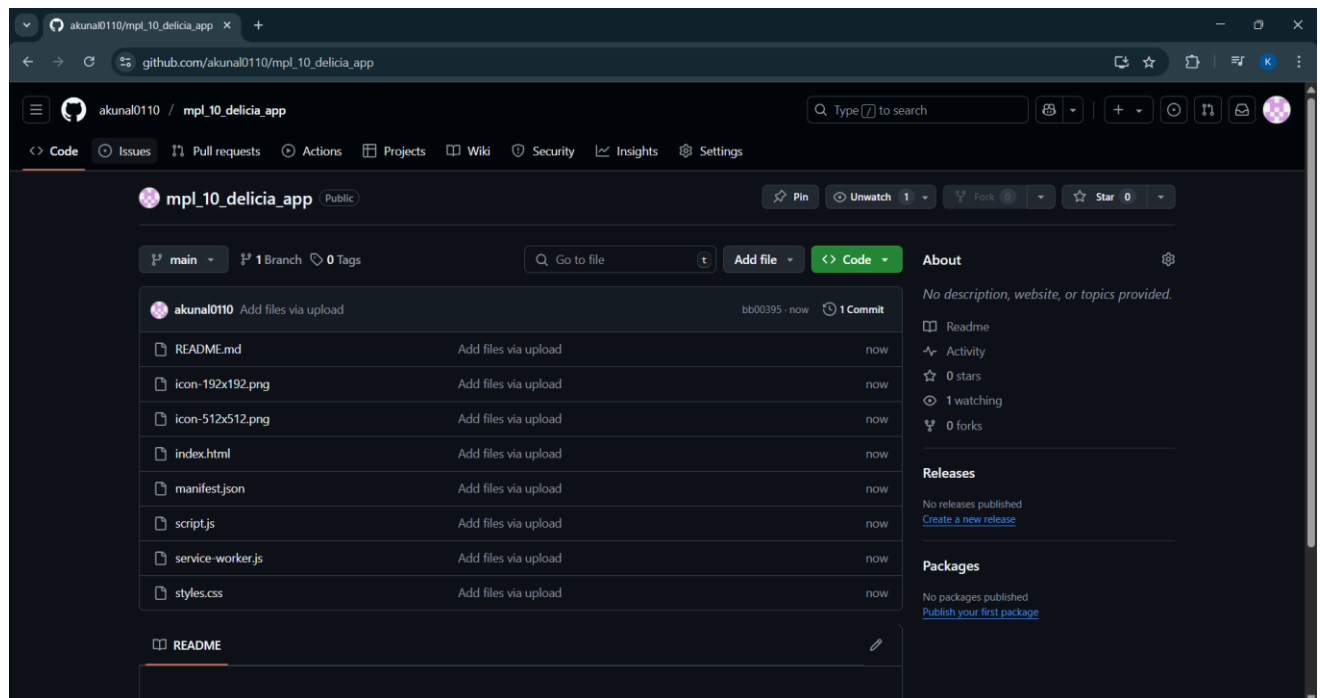 akunal0110/mpl_10_delicia_app
github.com/akunal0110/mpl_10_delicia_app
K
akunal0110 / mpl_10_delicia_app
Type / to search
Code Issues Pull requests Actions Projects Wiki Security Insights Settings
mpl_10_delicia_app Public
Pin Unwatch 1 Fork 0 Star 0
main 1 Branch 0 Tags
Go to file t Add file Code
About
akunal0110 Add files via upload bb00395 · now 1 Commit
No description, website, or topics provided.
README.md Add files via upload now
icon-192x192.png Add files via upload now
icon-512x512.png Add files via upload now
index.html Add files via upload now
manifest.json Add files via upload now
script.js Add files via upload now
service-worker.js Add files via upload now
styles.css Add files via upload now
README
Readme
Activity
0 stars
1 watching
0 forks
Releases
No releases published
Create a new release
Packages
No packages published
Publish your first package